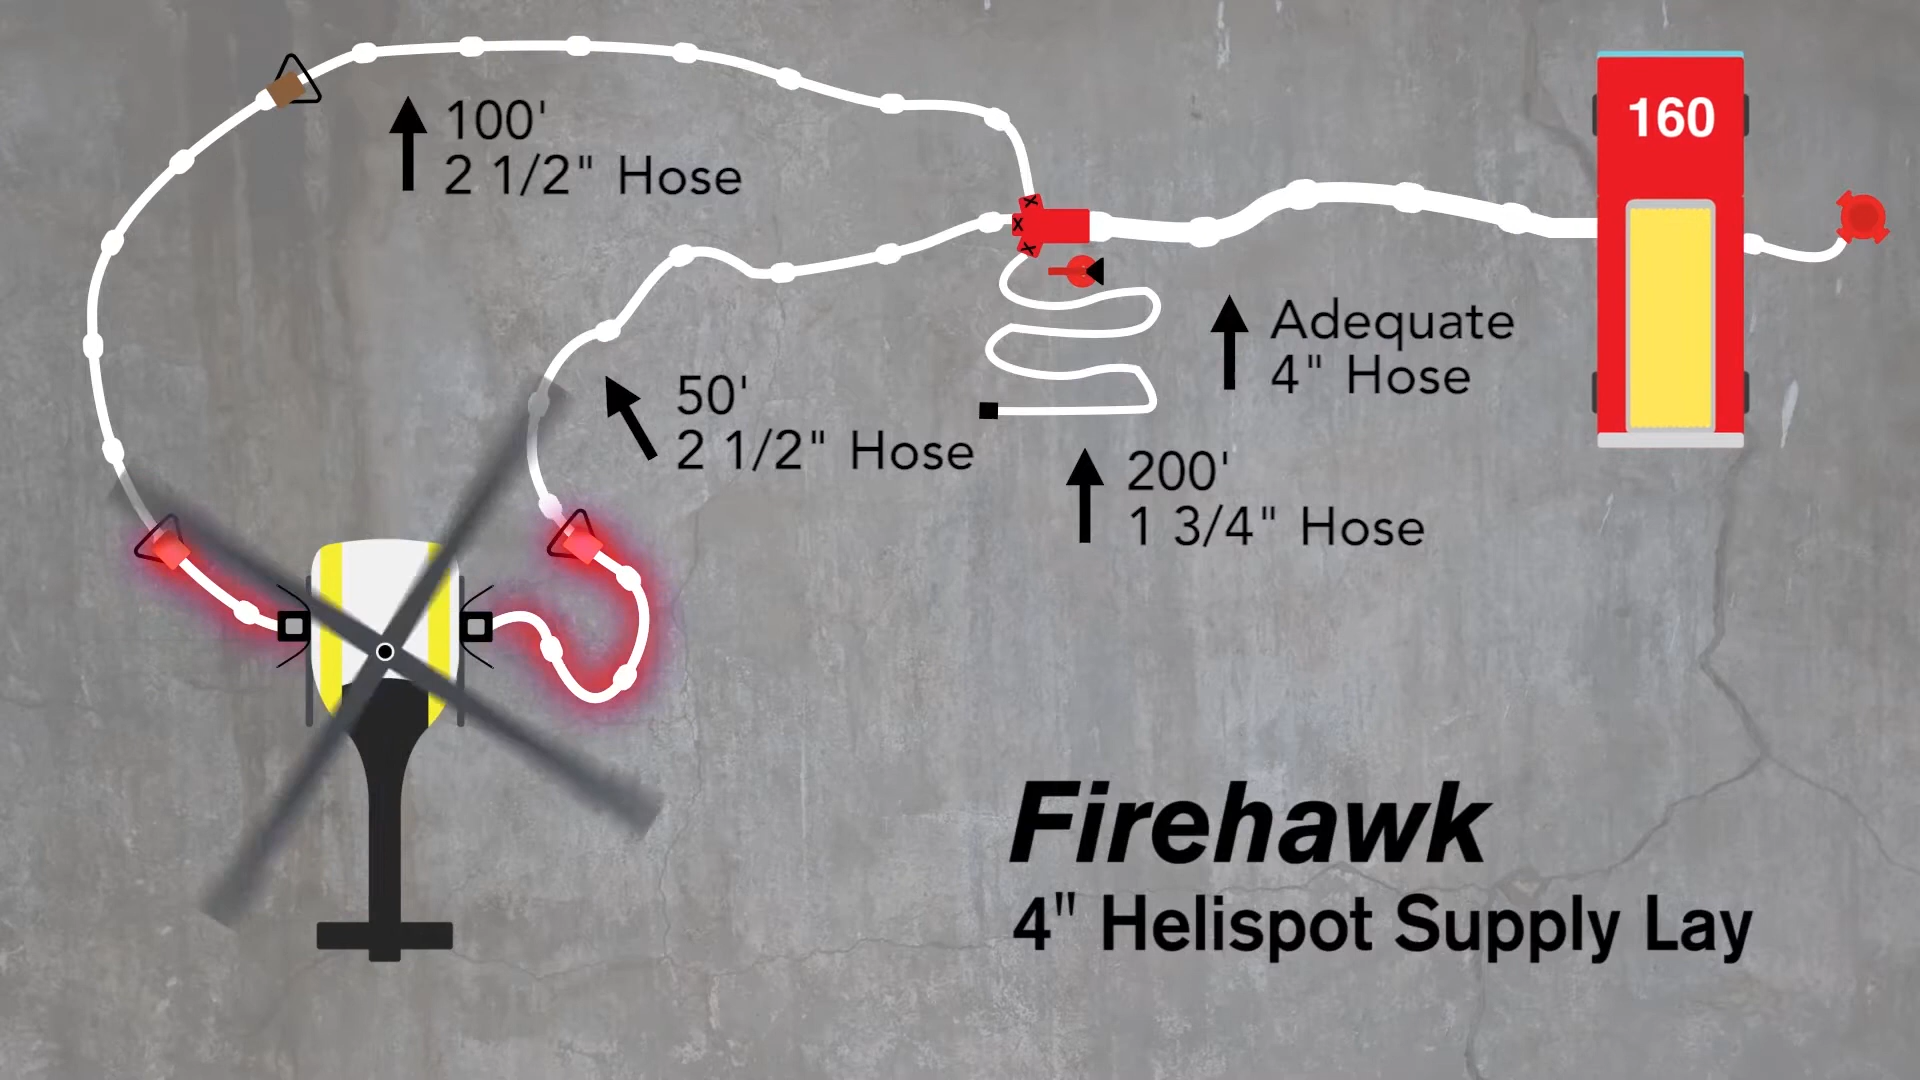 160
100'
2 1/2" Hose
Adequate
4" Hose
50'
2 1/2" Hose
200'
1 3/4" Hose
Firehawk
4" Helispot Supply Lay